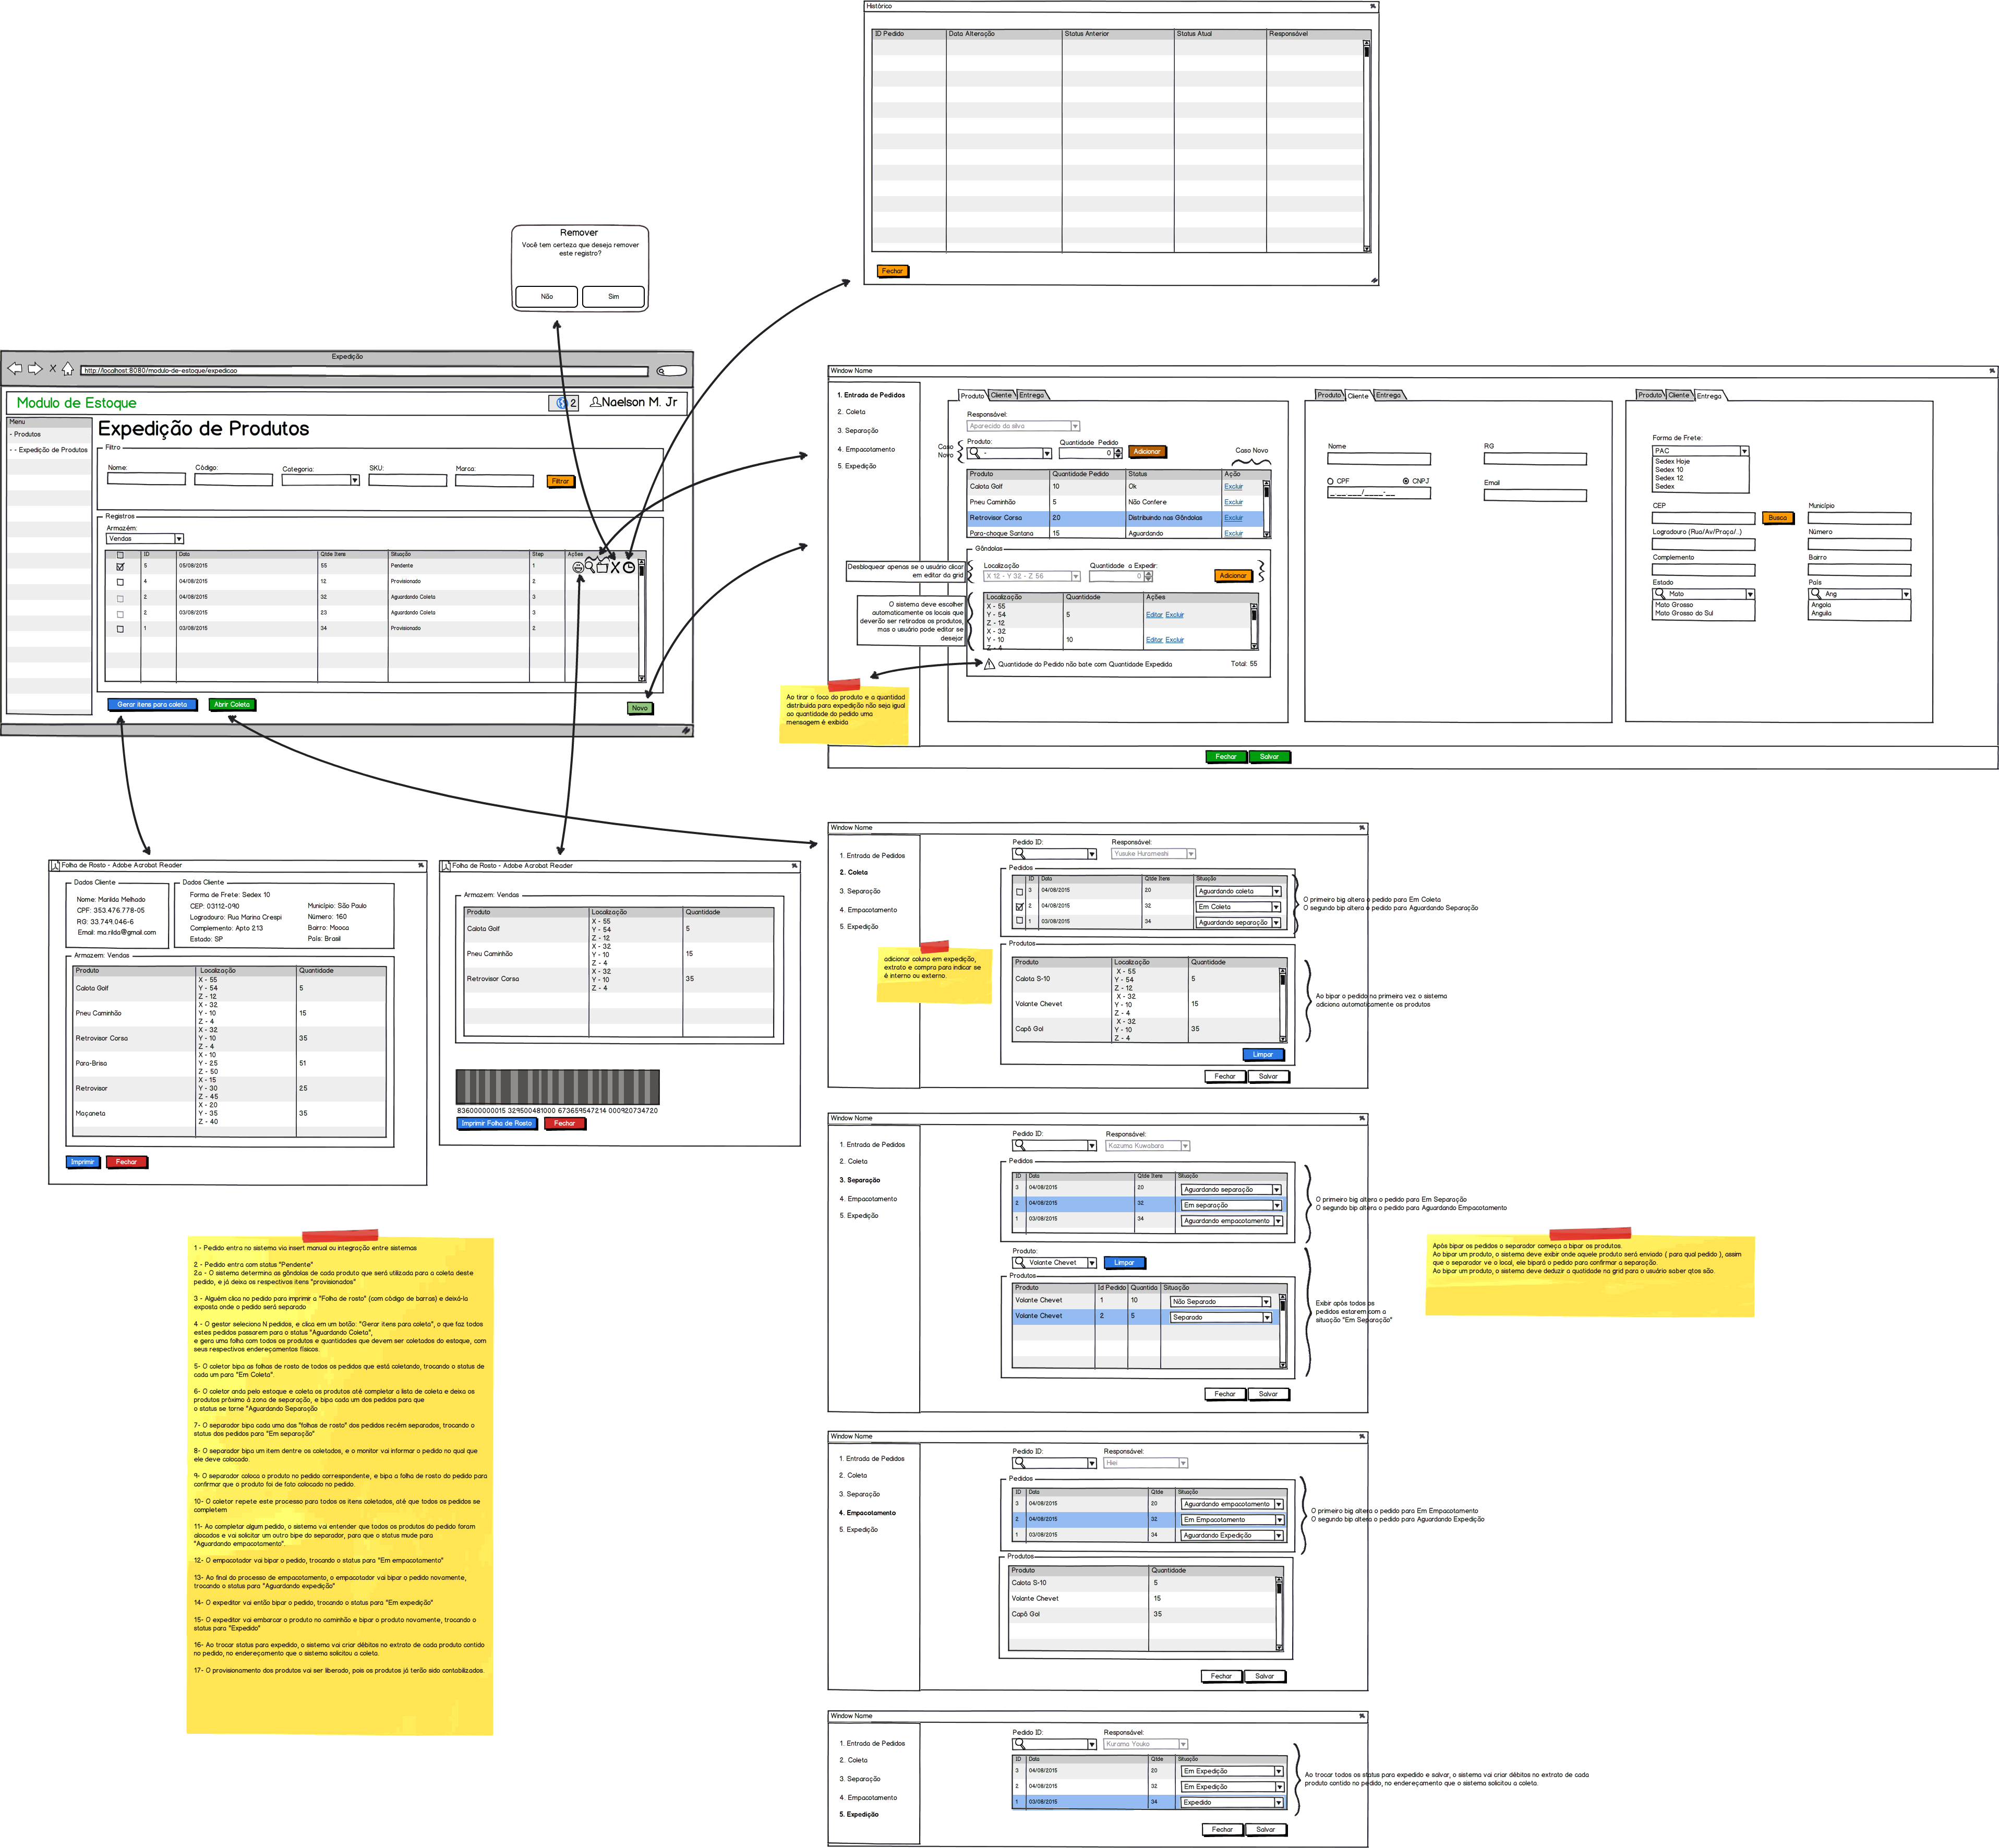 Histórico
ID Pedido Data Alteração Status Anterior Status Atual Responsável
Fechar
Remover
Você tem certeza que deseja remover
este registro?
Não Sim
Expedição
http://localhost:8080/modulo-de-estoque/expedicao
Modulo de Estoque
2 Naelson M. Jr
Menu
- Produtos
- - Expedição de Produtos
Expedição de Produtos
Filtro
Nome: Código: Categoria: SKU: Marca:
Filtrar
Registros
Armazém:
Vendas
ID Data Qtde Itens Situação Step Ações
5 05/08/2015 55 Pendente 1
4 04/08/2015 12 Provisionado 2
2 04/08/2015 32 Aguardando Coleta 3
2 03/08/2015 23 Aguardando Coleta 3
1 03/08/2015 34 Provisionado 2
Gerar itens para coleta Abrir Coleta Novo
Window Name
1. Entrada de Pedidos
2. Coleta
3. Separação
4. Empacotamento
5. Expedição
Produto Cliente Entrega
Responsável:
Aparecido da silva
Caso
Novo
Produto: Quantidade Pedido
- 0 Adicionar
Caso Novo
Produto Quantidade Pedido Status Ação
Calota Golf 10 Ok Excluir
Pneu Caminhão 5 Não Confere Excluir
Retrovisor Corsa 20 Distribuindo nas Gôndolas Excluir
Para-choque Santana 15 Aguardando Excluir
Gôndolas
Desbloquear apenas se o usuário clicar
em editar da grid
Localização Quantidade a Expedir:
X 12 - Y 32 - Z 56 0 Adicionar
O sistema deve escolher
automaticamente os locais que
deverão ser retirados os produtos,
mas o usuário pode editar se
desejar
Localização Quantidade Ações
X - 55
Y - 54 5 Editar Excluir
Z - 12
X - 32
Y - 10 10 Editar Excluir
Z - 4
Quantidade do Pedido não bate com Quantidade Expedida Total: 55
Ao tirar o foco do produto e a quantidad
distribuida para expedição não seja igual
ao quantidade do pedido uma
mensagem é exibida
Produto Cliente Entrega
Nome RG
CPF CNPJ Email
_.__.___/____-__
Produto Cliente Entrega
Forma de Frete:
PAC
Sedex Hoje
Sedex 10
Sedex 12
Sedex
CEP Busca Município
Logradouro (Rua/Av/Praça/..) Número
Complemento Bairro
Estado País
Mato Ang
Mato Grosso Angola
Mato Grosso do Sul Anguila
Fechar Salvar
Folha de Rosto - Adobe Acrobat Reader
Dados Cliente
Nome: Marilda Melhado
CPF: 353.476.778-05
RG: 33.749.046-6
Email: ma.rilda@gmail.com
Dados Cliente
Forma de Frete: Sedex 10
CEP: 03112-090 Município: São Paulo
Logradouro: Rua Marina Crespi Número: 160
Complemento: Apto 213 Bairro: Mooca
Estado: SP País: Brasil
Armazem: Vendas
Produto Localização Quantidade
X - 55
Calota Golf Y - 54 5
Z - 12
X - 32
Pneu Caminhão Y - 10 15
Z - 4
X - 32
Retrovisor Corsa Y - 10 35
Z - 4
X - 10
Para-Brisa Y - 25 51
Z - 50
X - 15
Retrovisor Y - 30 25
Z - 45
X - 20
Maçaneta Y - 35 35
Z - 40
Imprimir Fechar
Folha de Rosto - Adobe Acrobat Reader
Armazem: Vendas
Produto Localização Quantidade
X - 55
Calota Golf Y - 54 5
Z - 12
X - 32
Pneu Caminhão Y - 10 15
Z - 4
X - 32
Retrovisor Corsa Y - 10 35
Z - 4
836000000015 329500481000 673659547214 000920734720
Imprimir Folha de Rosto Fechar
1 - Pedido entra no sistema via insert manual ou integração entre sistemas
2 - Pedido entra com status "Pendente"
2.a - O sistema determina as gôndolas de cada produto que será utilizada para a coleta deste
pedido, e já deixa os respectivos itens "provisionados"
3 - Alguém clica no pedido para imprimir a "Folha de rosto" (com código de barras) e deixá-la
exposta onde o pedido será separado
4 - O gestor seleciona N pedidos, e clica em um botão: "Gerar itens para coleta", o que faz todos
estes pedidos passarem para o status "Aguardando Coleta",
e gera uma folha com todos os produtos e quantidades que devem ser coletados do estoque, com
seus respectivos endereçamentos físicos.
5- O coletor bipa as folhas de rosto de todos os pedidos que está coletando, trocando o status de
cada um para "Em Coleta".
6- O coletor anda pelo estoque e coleta os produtos até completar a lista de coleta e deixa os
produtos próximo à zona de separação, e bipa cada um dos pedidos para que
o status se torne "Aguardando Separação
7- O separador bipa cada uma das "folhas de rosto" dos pedidos recém separados, trocando o
status dos pedidos para "Em separação"
8- O separador bipa um item dentre os coletados, e o monitor vai informar o pedido no qual que
ele deve colocado.
9- O separador coloca o produto no pedido correspondente, e bipa a folha de rosto do pedido para
confirmar que o produto foi de fato colocado no pedido.
10- O coletor repete este processo para todos os itens coletados, até que todos os pedidos se
completem
11- Ao completar algum pedido, o sistema vai entender que todos os produtos do pedido foram
alocados e vai solicitar um outro bipe do separador, para que o status mude para
"Aguardando empacotamento".
12- O empacotador vai bipar o pedido, trocando o status para "Em empacotamento"
13- Ao final do processo de empacotamento, o empacotador vai bipar o pedido novamente,
trocando o status para "Aguardando expedição"
14- O expeditor vai então bipar o pedido, trocando o status para "Em expedição"
15- O expeditor vai embarcar o produto no caminhão e bipar o produto novamente, trocando o
status para "Expedido"
16- Ao trocar status para expedido, o sistema vai criar débitos no extrato de cada produto contido
no pedido, no endereçamento que o sistema solicitou a coleta.
17- O provisionamento dos produtos vai ser liberado, pois os produtos já terão sido contabilizados.
Window Name
1. Entrada de Pedidos
2. Coleta
3. Separação
4. Empacotamento
5. Expedição
adicionar coluna em expedição,
extrato e compra para indicar se
é interno ou externo.
Pedido ID: Responsável:
Yusuke Hurameshi
Pedidos
ID Data Qtde Itens Situação
3 04/08/2015 20 Aguardando coleta
2 04/08/2015 32 Em Coleta
1 03/08/2015 34 Aguardando separação
O primeiro big altera o pedido para Em Coleta
O segundo bip altera o pedido para Aguardando Separação
Produtos
Produto Localização Quantidade
X - 55
Calota S-10 Y - 54 5
Z - 12
X - 32
Volante Chevet Y - 10 15
Z - 4
X - 32
Capô Gol Y - 10 35
Z - 4
Ao bipar o pedido na primeira vez o sistema
adiciona automaticamente os produtos
Limpar
Fechar Salvar
Window Name
1. Entrada de Pedidos
2. Coleta
3. Separação
4. Empacotamento
5. Expedição
Pedido ID: Responsável:
Kazuma Kuwabara
Pedidos
ID Data Qtde Itens Situação
3 04/08/2015 20 Aguardando separação
2 04/08/2015 32 Em separação
1 03/08/2015 34 Aguardando empacotamento
O primeiro big altera o pedido para Em Separação
O segundo bip altera o pedido para Aguardando Empacotamento
Produto:
Volante Chevet Limpar
Produtos
Produto Id Pedido Quantida Situação
Volante Chevet 1 10 Não Separado
Volante Chevet 2 5 Separado
Exibir após todos os
pedidos estarem com a
situação "Em Separação"
Fechar Salvar
Após bipar os pedidos o separador começa a bipar os produtos.
Ao bipar um produto, o sistema deve exibir onde aquele produto será enviado ( para qual pedido ), assim
que o separador ve o local, ele bipará o pedido para confirmar a separação.
Ao bipar um produto, o sistema deve deduzir a quatidade na grid para o usuário saber qtos são.
Window Name
1. Entrada de Pedidos
2. Coleta
3. Separação
4. Empacotamento
5. Expedição
Pedido ID: Responsável:
Hiei
Pedidos
ID Data Qtde Situação
3 04/08/2015 20 Aguardando empacotamento
2 04/08/2015 32 Em Empacotamento
1 03/08/2015 34 Aguardando Expedição
O primeiro big altera o pedido para Em Empacotamento
O segundo bip altera o pedido para Aguardando Expedição
Produtos
Produto Quantidade
Calota S-10 5
Volante Chevet 15
Capô Gol 35
Fechar Salvar
Window Name
1. Entrada de Pedidos
2. Coleta
3. Separação
4. Empacotamento
5. Expedição
Pedido ID: Responsável:
Kurama Youko
ID Data Qtde Situação
3 04/08/2015 20 Em Expedição
2 04/08/2015 32 Em Expedição
1 03/08/2015 34 Expedido
Ao trocar todos os status para expedido e salvar, o sistema vai criar débitos no extrato de cada
produto contido no pedido, no endereçamento que o sistema solicitou a coleta.
Fechar Salvar